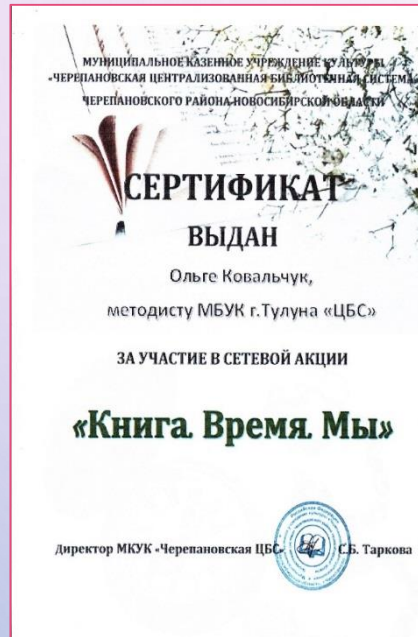 МУНИЦИПАЛЬНОЕ КАЗЕННОЕ УЧРЕЖДЕНИЕ КУЛЬТУРЫ
«ЧЕРЕПАНОВСКАЯ ЦЕНТРАЛИЗОВАННАЯ БИБЛИОТЕЧНАЯ СИСТЕМА
ЧЕРЕПАНОВСКОГО РАЙОНА НОВОСИБИРСКОЙ ОБЛАСТИ
СЕРТИФИКАТ
ВЫДАН
Ольге Ковальчук,
методисту МБУК г.Тулуна «ЦБС»
ЗА УЧАСТИЕ В СЕТЕВОЙ АКЦИИ
«Книга. Время. Мы»
Директор МКУК «Черепановская ЦБС» С.Б. Таркова